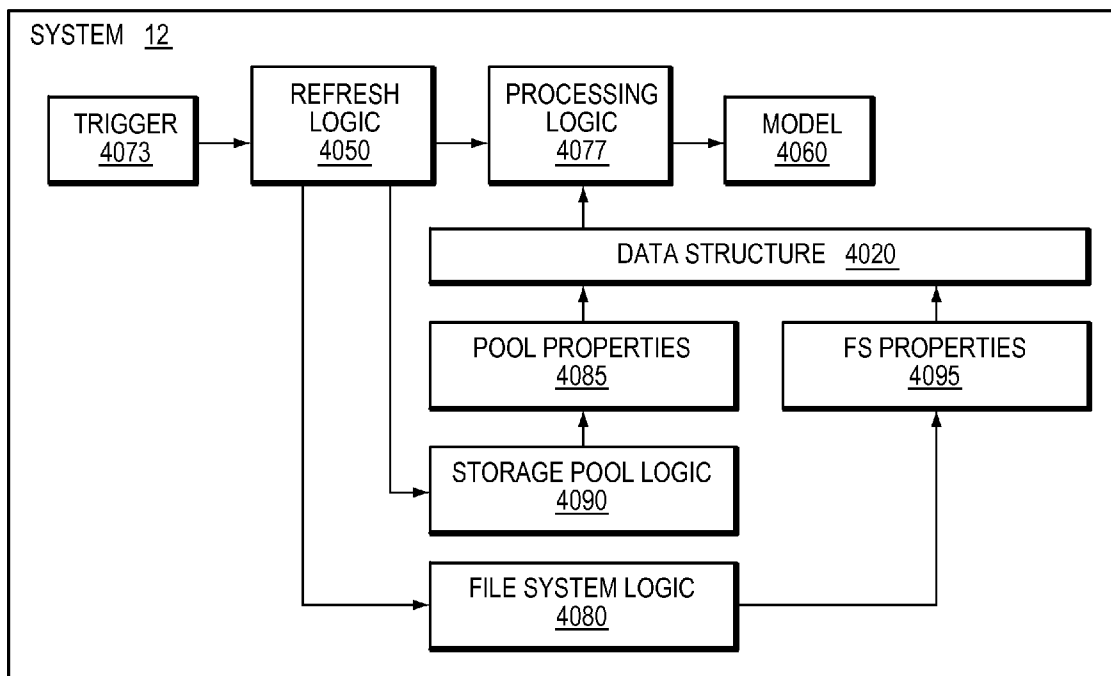 SYSTEM 12
TRIGGER
4073
REFRESH
LOGIC
4050
PROCESSING
LOGIC
4077
MODEL
4060
DATA STRUCTURE 4020
POOL PROPERTIES
4085
FS PROPERTIES
4095
STORAGE POOL LOGIC
4090
FILE SYSTEM LOGIC
4080